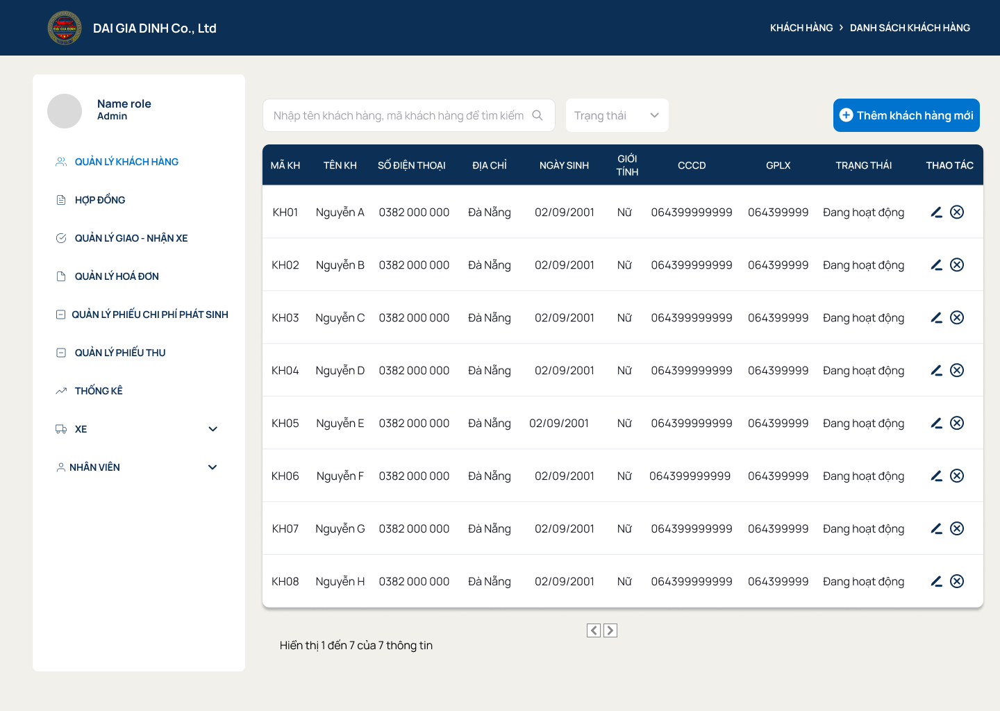 DAI GIA DINH
DAI GIA DINH Co., Ltd
KHÁCH HÀNG > DANH SÁCH KHÁCH HÀNG
Name role
Admin
QUẢN LÝ KHÁCH HÀNG
HỢP ĐỒNG
QUẢN LÝ GIAO - NHẬN XE
QUẢN LÝ HOÁ ĐƠN
QUẢN LÝ PHIẾU CHI PHÍ PHÁT SINH
QUẢN LÝ PHIẾU THU
THỐNG KÊ
XE
NHÂN VIÊN
Nhập tên khách hàng, mã khách hàng để tìm kiếm
Trạng thái
Thêm khách hàng mới
MÃ KH TÊN KH SỐ ĐIỆN THOẠI ĐỊA CHỈ NGÀY SINH GIỚI TÍNH CCCD GPLX TRẠNG THÁI THAO TÁC
KH01 Nguyễn A 0382 000 000 Đà Nẵng 02/09/2001 Nữ 064399999999 064399999 Đang hoạt động
KH02 Nguyễn B 0382 000 000 Đà Nẵng 02/09/2001 Nữ 064399999999 064399999 Đang hoạt động
KH03 Nguyễn C 0382 000 000 Đà Nẵng 02/09/2001 Nữ 064399999999 064399999 Đang hoạt động
KH04 Nguyễn D 0382 000 000 Đà Nẵng 02/09/2001 Nữ 064399999999 064399999 Đang hoạt động
KH05 Nguyễn E 0382 000 000 Đà Nẵng 02/09/2001 Nữ 064399999999 064399999 Đang hoạt động
KH06 Nguyễn F 0382 000 000 Đà Nẵng 02/09/2001 Nữ 064399999999 064399999 Đang hoạt động
KH07 Nguyễn G 0382 000 000 Đà Nẵng 02/09/2001 Nữ 064399999999 064399999 Đang hoạt động
KH08 Nguyễn H 0382 000 000 Đà Nẵng 02/09/2001 Nữ 064399999999 064399999 Đang hoạt động
Hiển thị 1 đến 7 của 7 thông tin